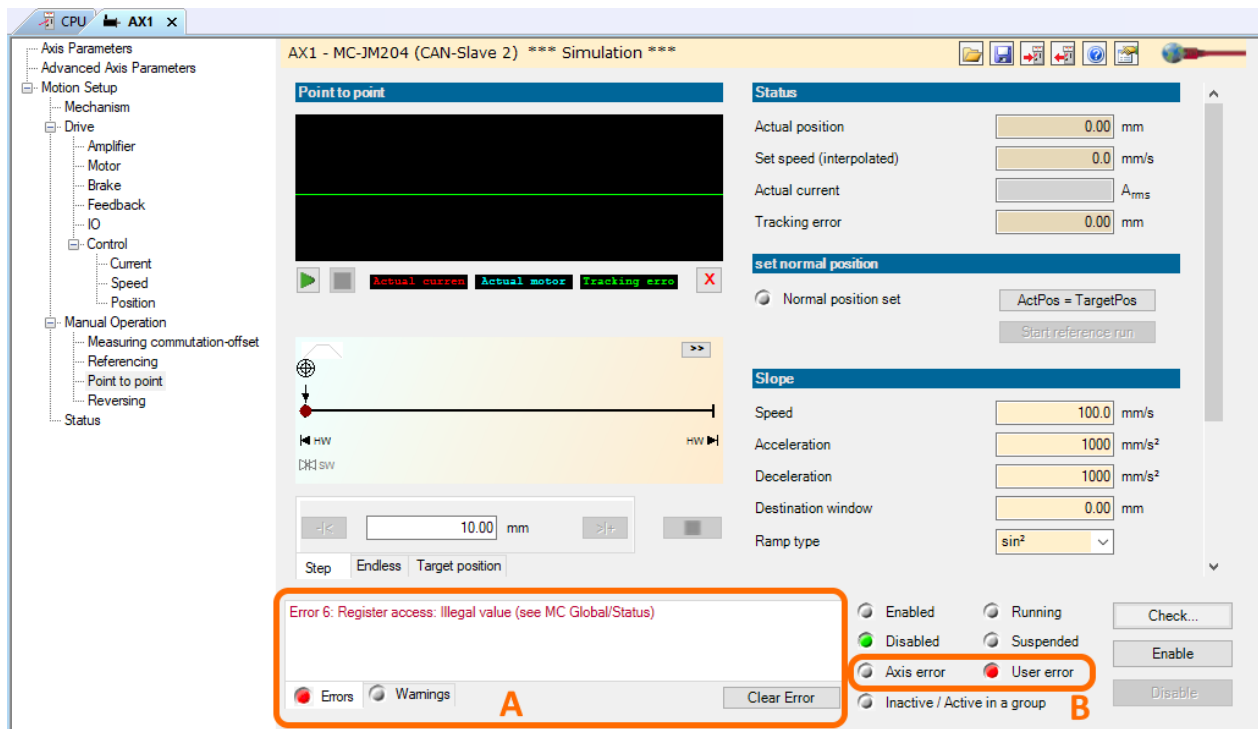 CPU AX1 X
Axis Parameters
Advanced Axis Parameters
Motion Setup
Mechanism
Drive
Amplifier
Motor
Brake
Feedback
IO
Control
Current
Speed
Position
Manual Operation
Measuring commutation-offset
Referencing
Point to point
Reversing
Status
AX1 - MC-JM204 (CAN-Slave 2) *** Simulation ***
Point to point
Actual curren Actual motor Tracking erro X
>>
HW HW
SW
-|< 10.00 mm >|+
Step Endless Target position
Status
Actual position 0.00 mm
Set speed (interpolated) 0.0 mm/s
Actual current Arms
Tracking error 0.00 mm
set normal position
Normal position set ActPos = TargetPos
Start reference run
Slope
Speed 100.0 mm/s
Acceleration 1000 mm/s²
Deceleration 1000 mm/s²
Destination window 0.00 mm
Ramp type sin²
Error 6: Register access: Illegal value (see MC Global/Status)
Errors Warnings A Clear Error
Enabled Running Check...
Disabled Suspended Enable
Axis error User error
Inactive / Active in a group B Disable